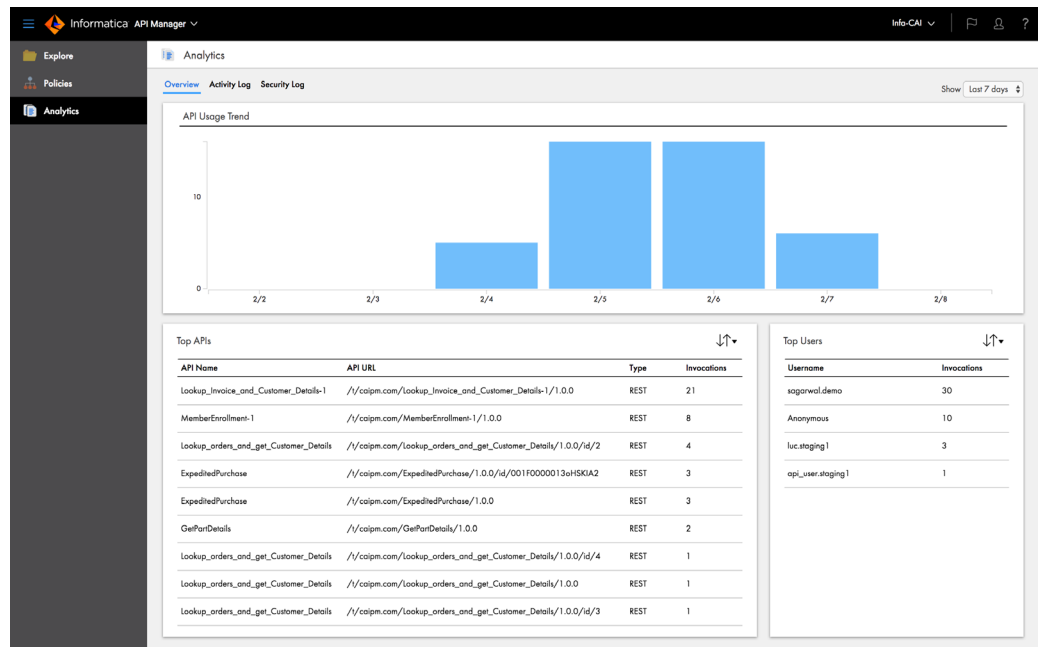 Informatica API Manager
Info-CAI
?
Explore
Policies
Analytics
Analytics
Overview Activity Log Security Log
Show Last 7 days
API Usage Trend
10
0
2/2 2/3 2/4 2/5 2/6 2/7 2/8
Top APIs
API Name API URL Type Invocations
Lookup_Invoice_and_Customer_Details-1 /t/caipm.com/Lookup_Invoice_and_Customer_Details-1/1.0.0 REST 21
MemberEnrollment-1 /t/caipm.com/MemberEnrollment-1/1.0.0 REST 8
Lookup_orders_and_get_Customer_Details /t/caipm.com/Lookup_orders_and_get_Customer_Details/1.0.0/id/2 REST 4
ExpeditedPurchase /t/caipm.com/ExpeditedPurchase/1.0.0/id/001F0000013oHSKIA2 REST 3
ExpeditedPurchase /t/caipm.com/ExpeditedPurchase/1.0.0 REST 3
GetPartDetails /t/caipm.com/GetPartDetails/1.0.0 REST 2
Lookup_orders_and_get_Customer_Details /t/caipm.com/Lookup_orders_and_get_Customer_Details/1.0.0/id/4 REST 1
Lookup_orders_and_get_Customer_Details /t/caipm.com/Lookup_orders_and_get_Customer_Details/1.0.0 REST 1
Lookup_orders_and_get_Customer_Details /t/caipm.com/Lookup_orders_and_get_Customer_Details/1.0.0/id/3 REST 1
Top Users
Username Invocations
sagarwal.demo 30
Anonymous 10
luc.staging1 3
api_user.staging1 1